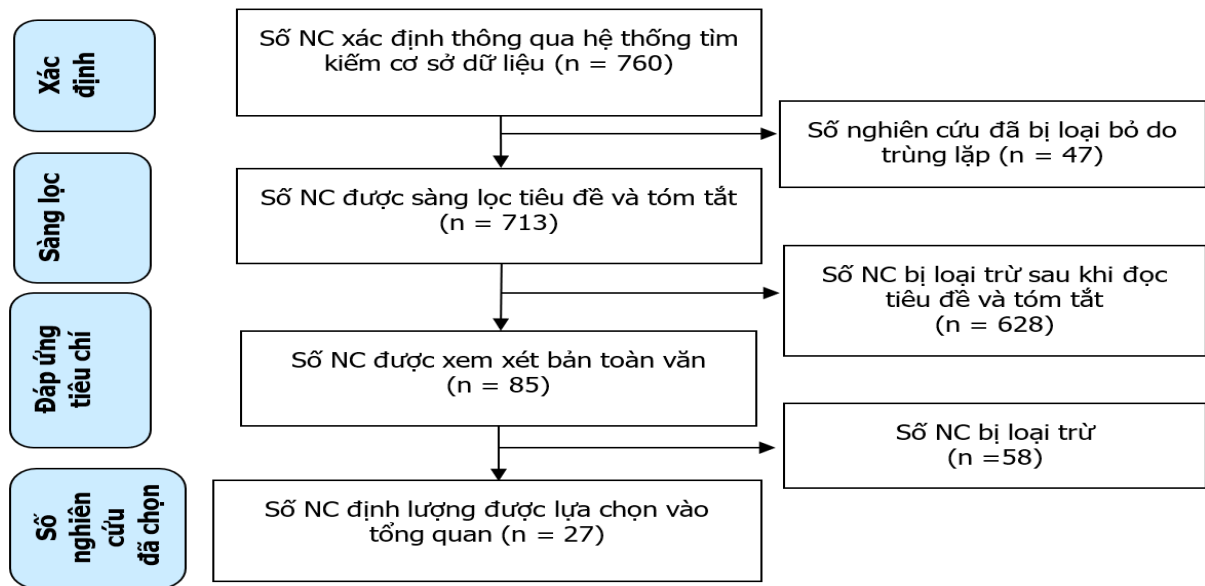 Xác
định
Số NC xác định thông qua hệ thống tìm
kiếm cơ sở dữ liệu (n = 760)
Số nghiên cứu đã bị loại bỏ do
trùng lặp (n = 47)
Sàng lọc
Số NC được sàng lọc tiêu đề và tóm tắt
(n = 713)
Số NC bị loại trừ sau khi đọc
tiêu đề và tóm tắt
(n = 628)
Đáp ứng
tiêu chí
Số NC được xem xét bản toàn văn
(n = 85)
Số NC bị loại trừ
(n =58)
Số
nghiên
cứu
đã chọn
Số NC định lượng được lựa chọn vào
tổng quan (n = 27)